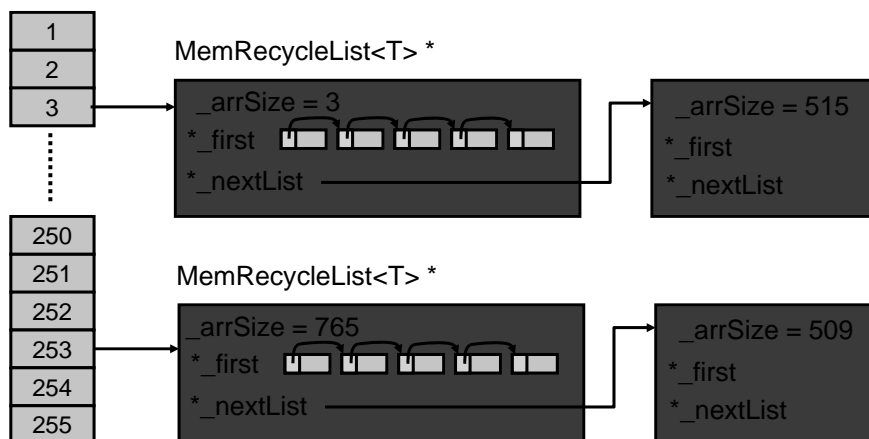 1
2
3
MemRecycleList<T> *
_arrSize = 3
*_first
*_nextList
_arrSize = 515
*_first
*_nextList
250
251
252
253
254
255
MemRecycleList<T> *
_arrSize = 765
*_first
*_nextList
_arrSize = 509
*_first
*_nextList